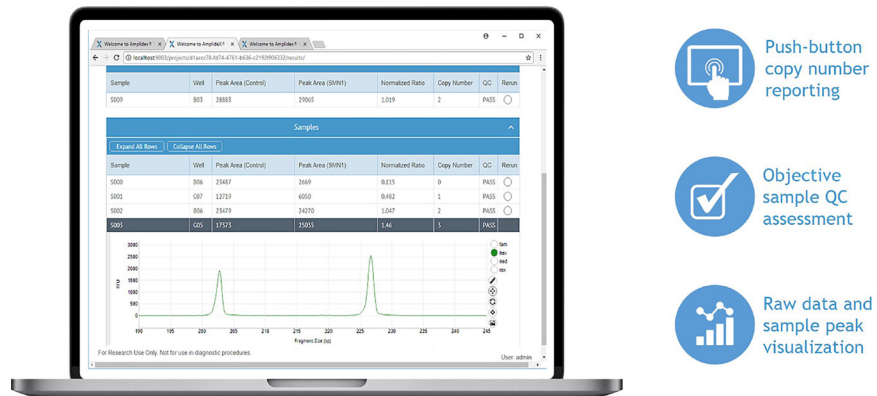 Welcome to Amplidex® Welcome to AmplideX® Welcome to Amplidex®
localhost:9003/projects/d1aecc78-fd74-4761-b636-c2192t906332/results/
Sample Well Peak Area (Control) Peak Area (SMN1) Normalized Ratio Copy Number QC Rerun
S009 B03 28883 29065 1.019 2 PASS
Samples
Expand All Rows Collapse All Rows
Sample Well Peak Area (Control) Peak Area (SMN1) Normalized Ratio Copy Number QC Rerun
S000 B06 23487 2669 0.115 0 PASS
S001 C07 12719 6050 0.482 1 PASS
S002 B06 23479 24270 1.047 2 PASS
S003 G05 17373 25035 1.46 3 PASS
3000
2500
2000
1500
1000
500
0
RFU
190 195 200 205 210 215 220 225 230 235 240 245
Fragment Size (bp)
fam
hex
ned
rox
For Research Use Only. Not for use in diagnostic procedures.
User: admin
Push-button
copy number
reporting
Objective
sample QC
assessment
Raw data and
sample peak
visualization